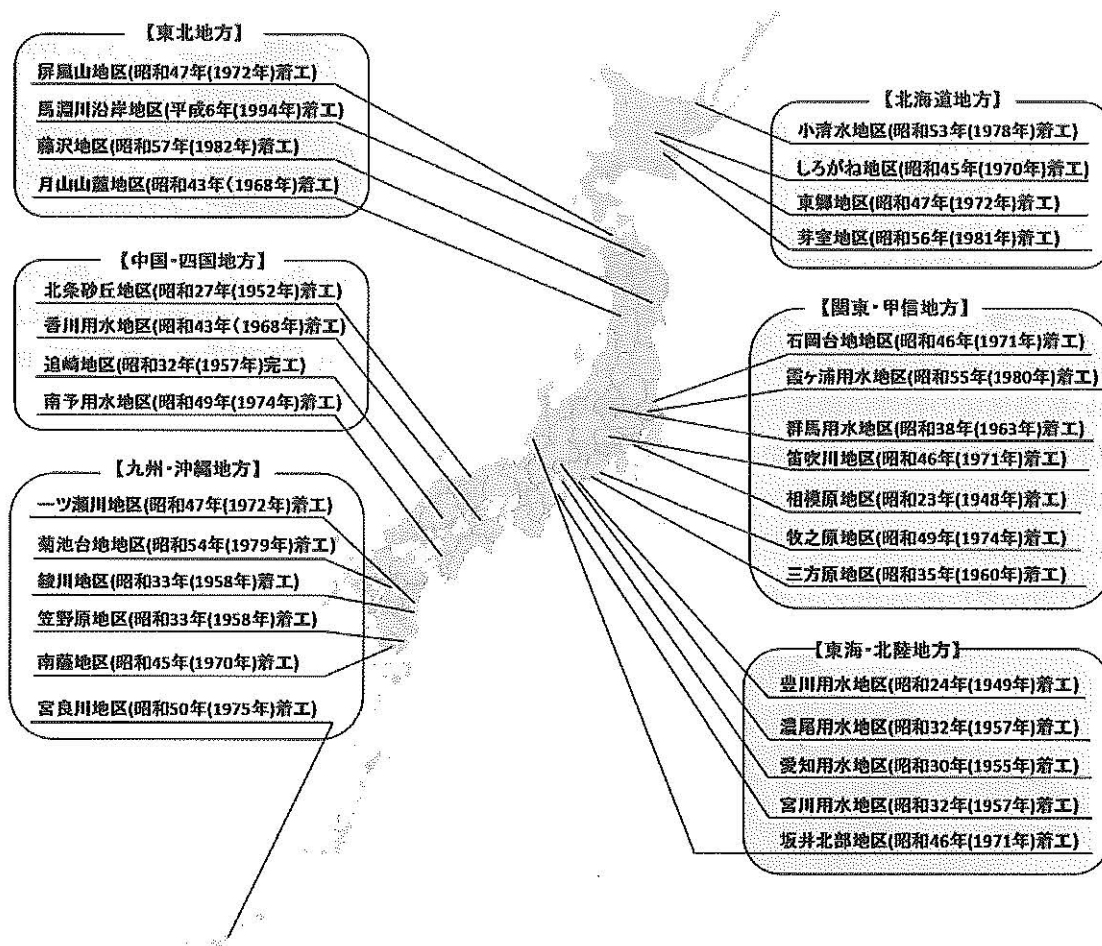 【東北地方】
屏風山地区(昭和47年(1972年)着工)
馬淵川沿岸地区(平成6年(1994年)着工)
藤沢地区(昭和57年(1982年)着工)
月山山麓地区(昭和43年(1968年)着工)
【中国・四国地方】
北条砂丘地区(昭和27年(1952年)着工)
香川用水地区(昭和43年(1968年)着工)
追崎地区(昭和32年(1957年)完工)
南予用水地区(昭和49年(1974年)着工)
【九州・沖縄地方】
一ツ瀬川地区(昭和47年(1972年)着工)
菊池台地地区(昭和54年(1979年)着工)
綾川地区(昭和33年(1958年)着工)
笠野原地区(昭和33年(1958年)着工)
南薩地区(昭和45年(1970年)着工)
宮良川地区(昭和50年(1975年)着工)
【北海道地方】
小清水地区(昭和53年(1978年)着工)
しろがね地区(昭和45年(1970年)着工)
東郷地区(昭和47年(1972年)着工)
芽室地区(昭和56年(1981年)着工)
【関東・甲信地方】
石岡台地地区(昭和46年(1971年)着工)
霞ヶ浦用水地区(昭和55年(1980年)着工)
群馬用水地区(昭和38年(1963年)着工)
笛吹川地区(昭和46年(1971年)着工)
相模原地区(昭和23年(1948年)着工)
牧之原地区(昭和49年(1974年)着工)
三方原地区(昭和35年(1960年)着工)
【東海・北陸地方】
豊川用水地区(昭和24年(1949年)着工)
濃尾用水地区(昭和32年(1957年)着工)
愛知用水地区(昭和30年(1955年)着工)
宮川用水地区(昭和32年(1957年)着工)
坂井北部地区(昭和46年(1971年)着工)